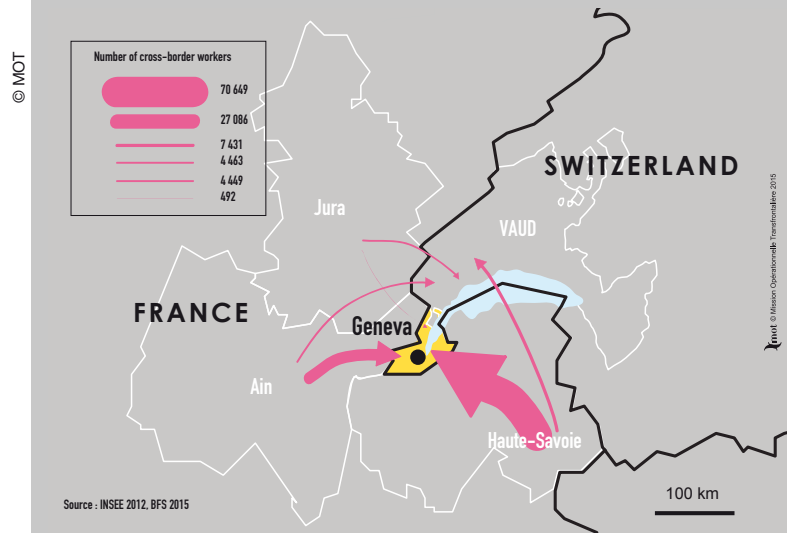 © MOT
Number of cross-border workers
70 649
27 086
7 431
4 463
4 449
492
SWITZERLAND
Jura
VAUD
FRANCE
Geneva
Ain
Haute-Savoie
100 km
Source : INSEE 2012, BFS 2015
mot © Mission Opérationnelle Transfrontalière 2015